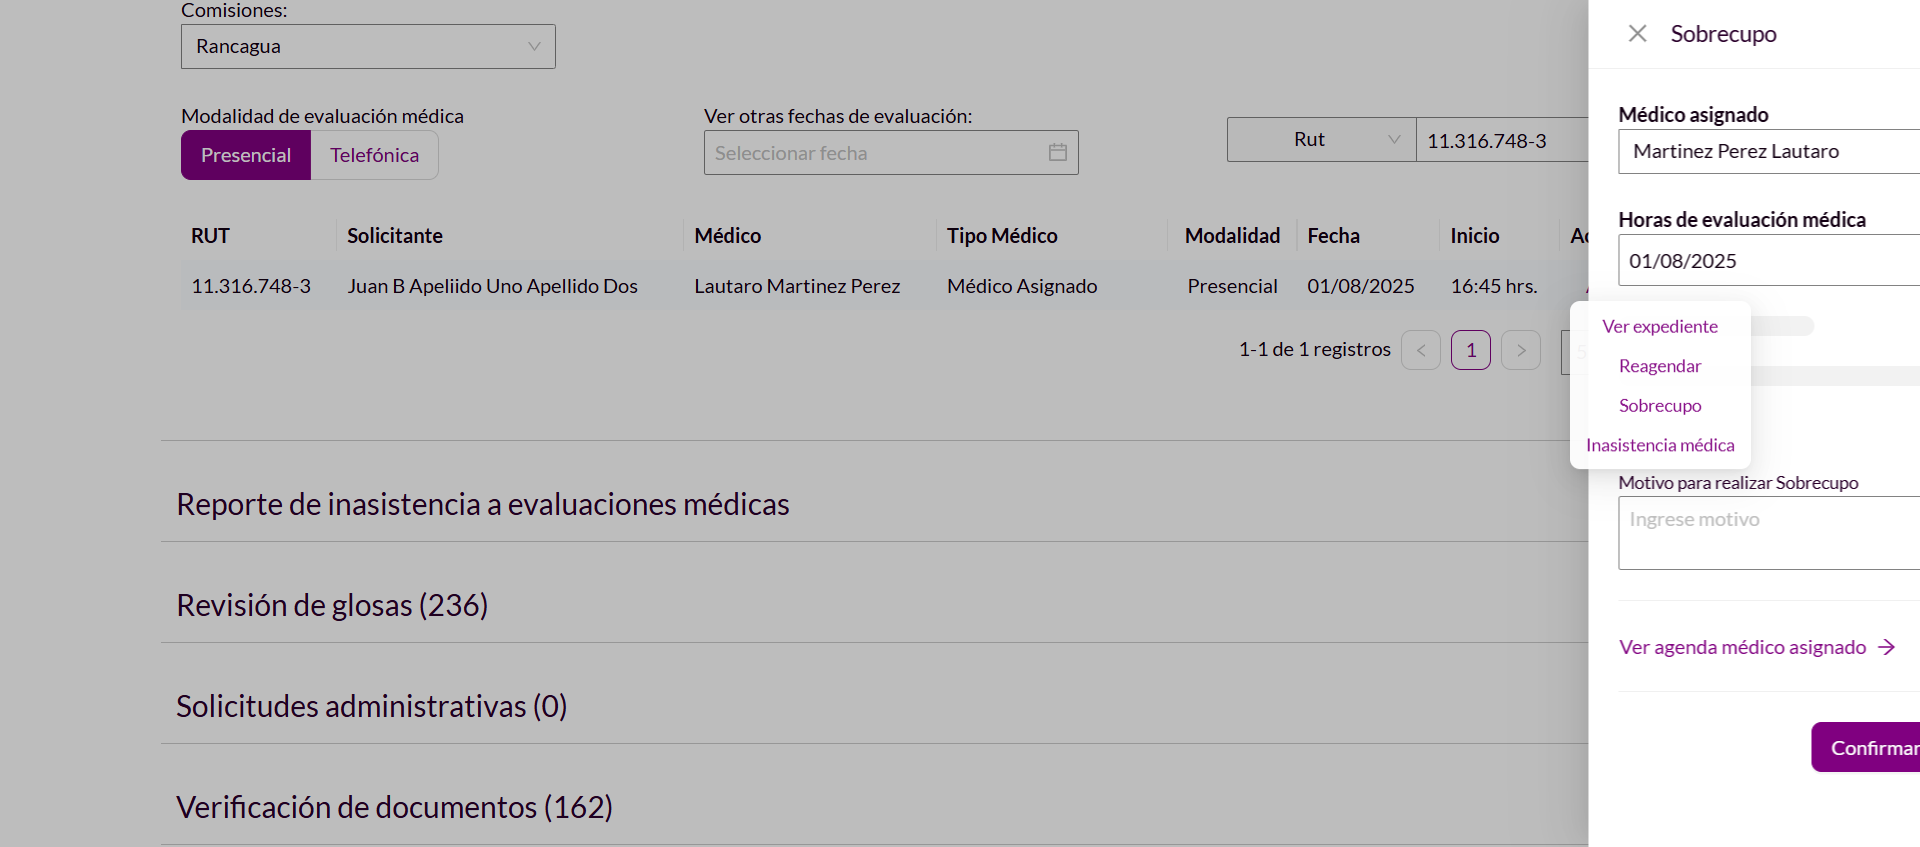 Comisiones:
Rancagua
Modalidad de evaluación médica
Presencial
Telefónica
Ver otras fechas de evaluación:
Seleccionar fecha
Rut
11.316.748-3
RUT
Solicitante
Médico
Tipo Médico
Modalidad
Fecha
Inicio
11.316.748-3
Juan B Apeliido Uno Apellido Dos
Lautaro Martinez Perez
Médico Asignado
Presencial
01/08/2025
16:45 hrs.
1-1 de 1 registros
<
1
>
Reporte de inasistencia a evaluaciones médicas
Revisión de glosas (236)
Solicitudes administrativas (0)
Verificación de documentos (162)
Sobrecupo
Médico asignado
Martinez Perez Lautaro
Horas de evaluación médica
01/08/2025
Ver expediente
Reagendar
Sobrecupo
Inasistencia médica
Motivo para realizar Sobrecupo
Ingrese motivo
Ver agenda médico asignado →
Confirmar